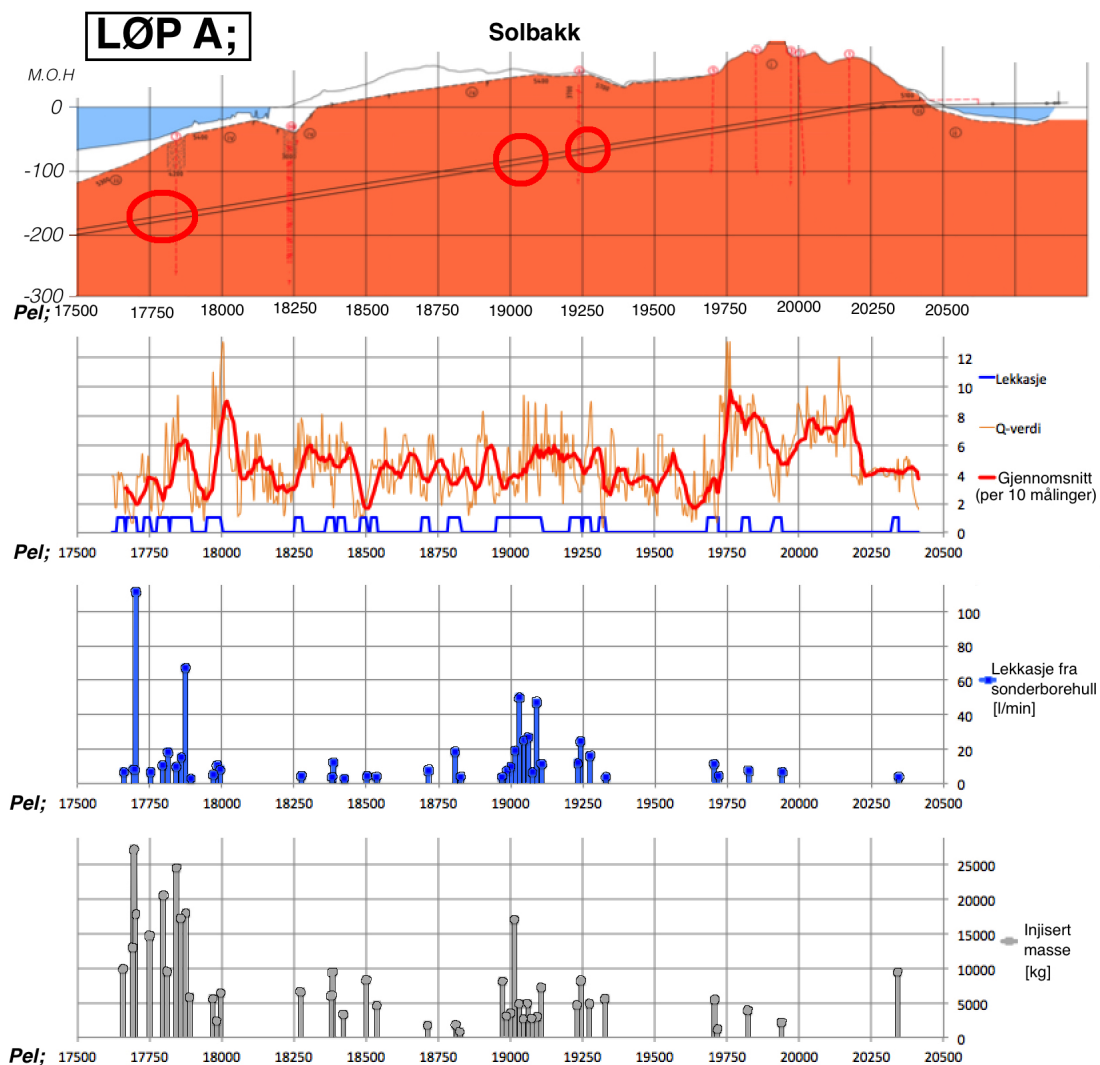 LØP A;
Solbakk
M.O.H
0
-100
-200
-300
Pel; 17500 17750 18000 18250 18500 18750 19000 19250 19500 19750 20000 20250 20500
12
10
8
6
4
2
0
Lekkasje
Q-verdi
Gjennomsnitt
(per 10 målinger)
Pel; 17500 17750 18000 18250 18500 18750 19000 19250 19500 19750 20000 20250 20500
100
80
60
40
20
0
Lekkasje fra
sonderborehull
[l/min]
Pel; 17500 17750 18000 18250 18500 18750 19000 19250 19500 19750 20000 20250 20500
25000
20000
15000
10000
5000
0
Injisert
masse
[kg]
Pel; 17500 17750 18000 18250 18500 18750 19000 19250 19500 19750 20000 20250 20500